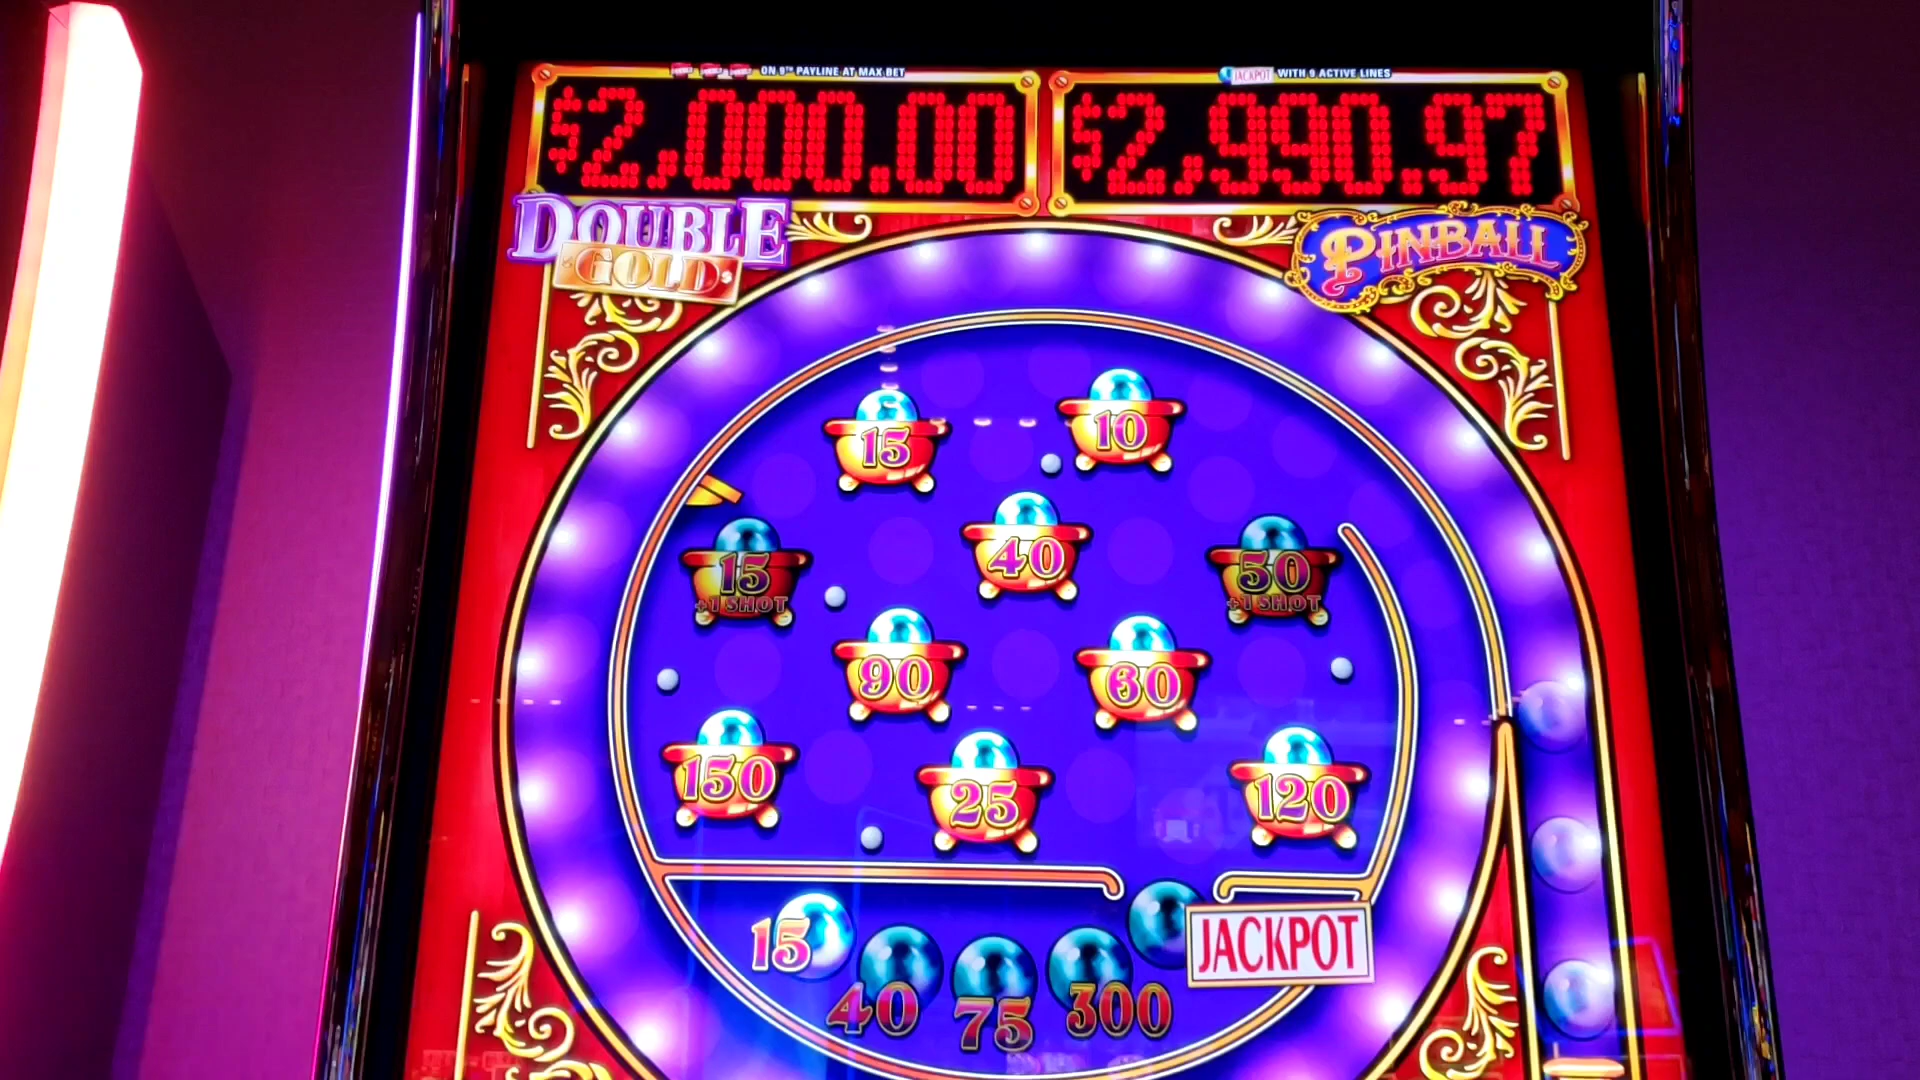 ON 9TH PAYLINE AT MAX BET
JACKPOT WITH 9 ACTIVE LINES
$2,000.00
$2,990.97
DOUBLE
GOLD
PINBALL
15
10
40
15
+1 SHOT
50
+1 SHOT
90
60
150
25
120
15
40
75
300
JACKPOT